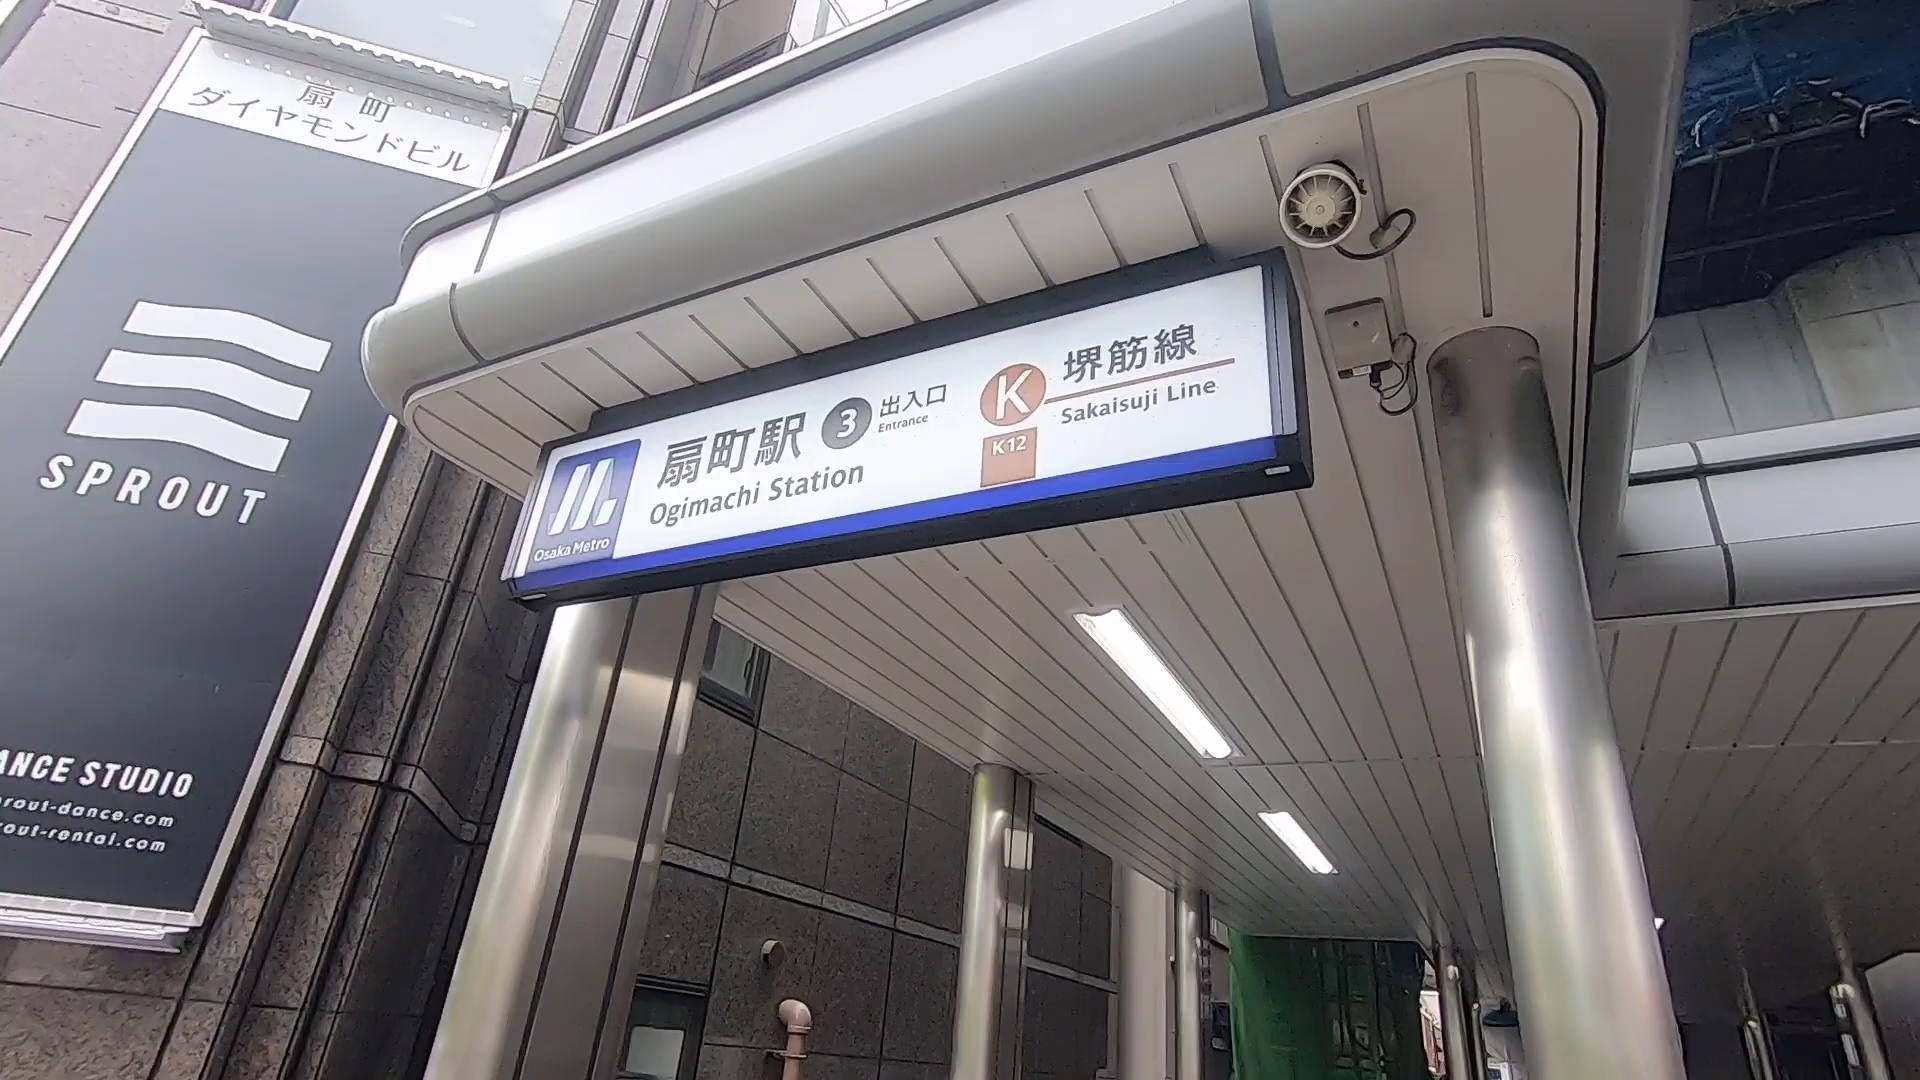 扇町
ダイヤモンドビル
SPROUT
ANCE STUDIO
rout-dance.com
rout-rental.com
Osaka Metro
扇町駅
Ogimachi Station
3
出入口
Entrance
K
K12
堺筋線
Sakaisuji Line